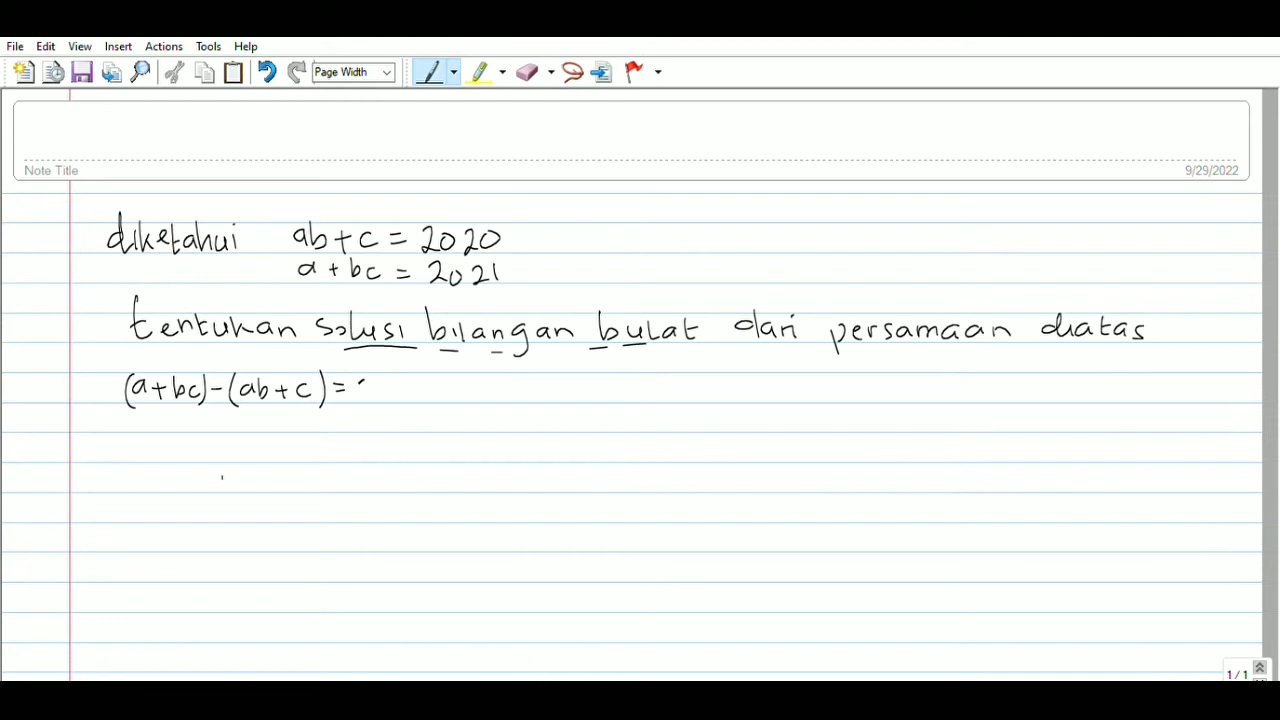 File Edit View Insert Actions Tools Help
Page Width
Note Title 9/29/2022
diketahui ab + c = 2020
a + bc = 2021
tentukan solusi bilangan bulat dari persamaan diatas
(a + bc) - (ab + c) =
1 / 1